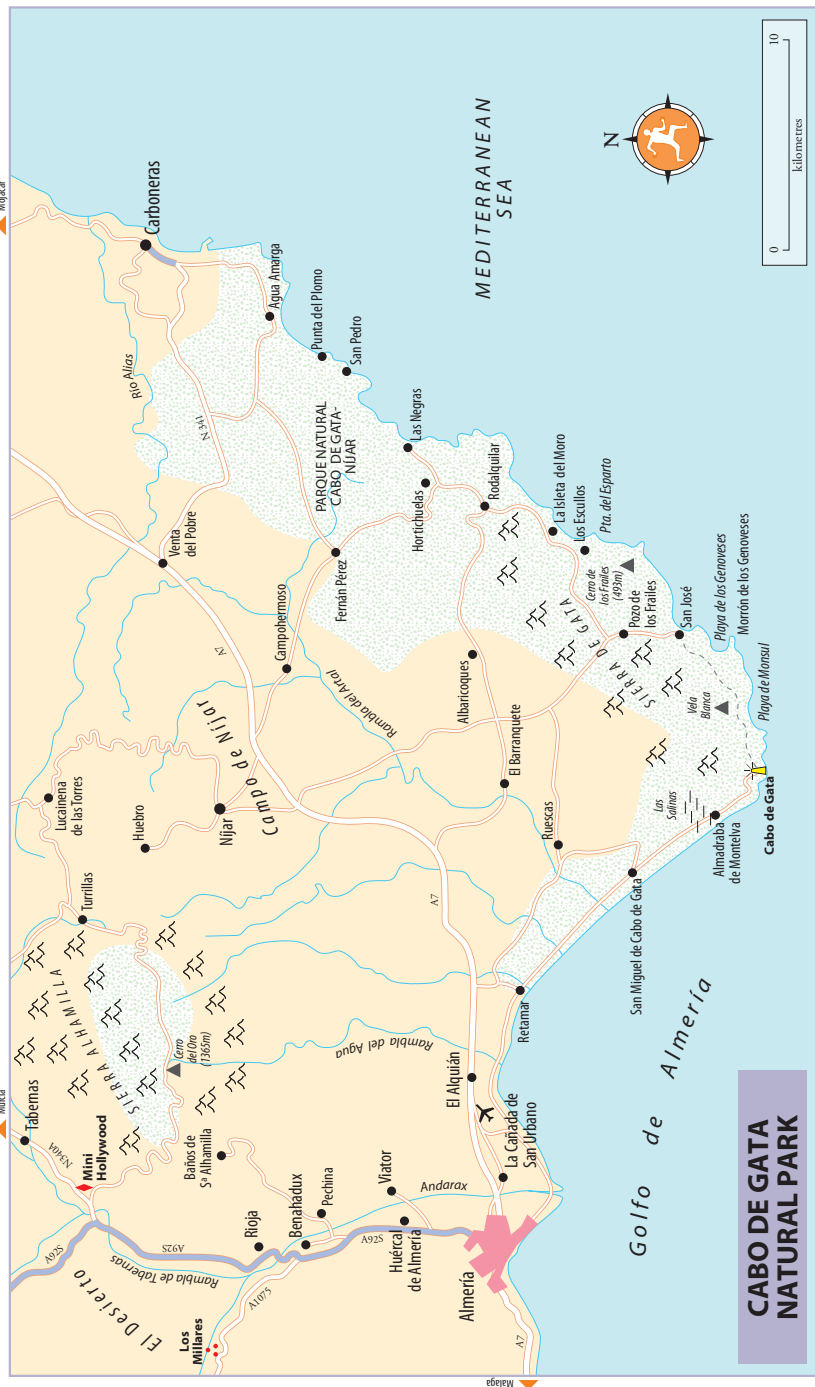 Mojácar
Murcia
Malaga
MEDITERRANEAN
SEA
N
0
10
kilometres
Carboneras
Agua Amarga
Punta del Plomo
San Pedro
Río Alias
N-341
PARQUE NATURAL
CABO DE GATA-
NÍJAR
Las Negras
Hortichuelas
Rodalquilar
La Isleta del Moro
Los Escullos
Pta. del Esparto
Cerro de
los Frailes
(493m)
Pozo de
los Frailes
San José
Playa de los Genoveses
Morrón de los Genoveses
Playa de Monsul
Vela
Blanca
SIERRA DE GATA
Venta
del Pobre
Fernán Pérez
Campohermoso
A7
Campo de Níjar
Rambla del Artal
Albaricoques
El Barranquete
Ruescas
Las
Salinas
Almadraba
de Montelva
Cabo de Gata
San Miguel de Cabo de Gata
Lucainena
de las Torres
Huebro
Níjar
Turrillas
SIERRA ALHAMILLA
Cerro
del Oro
(1365m)
A7
Retamar
Rambla del Agua
El Alquián
La Cañada de
San Urbano
Golfo de Almería
Tabernas
N340A
Mini
Hollywood
Baños de
Sª Alhamilla
Pechina
Viator
Andarax
Benahadux
Rioja
Huércal
de Almería
A92S
A92S
A92S
Rambla de Tabernas
A1075
El Desierto
Los
Millares
Almería
A7
CABO DE GATA
NATURAL PARK